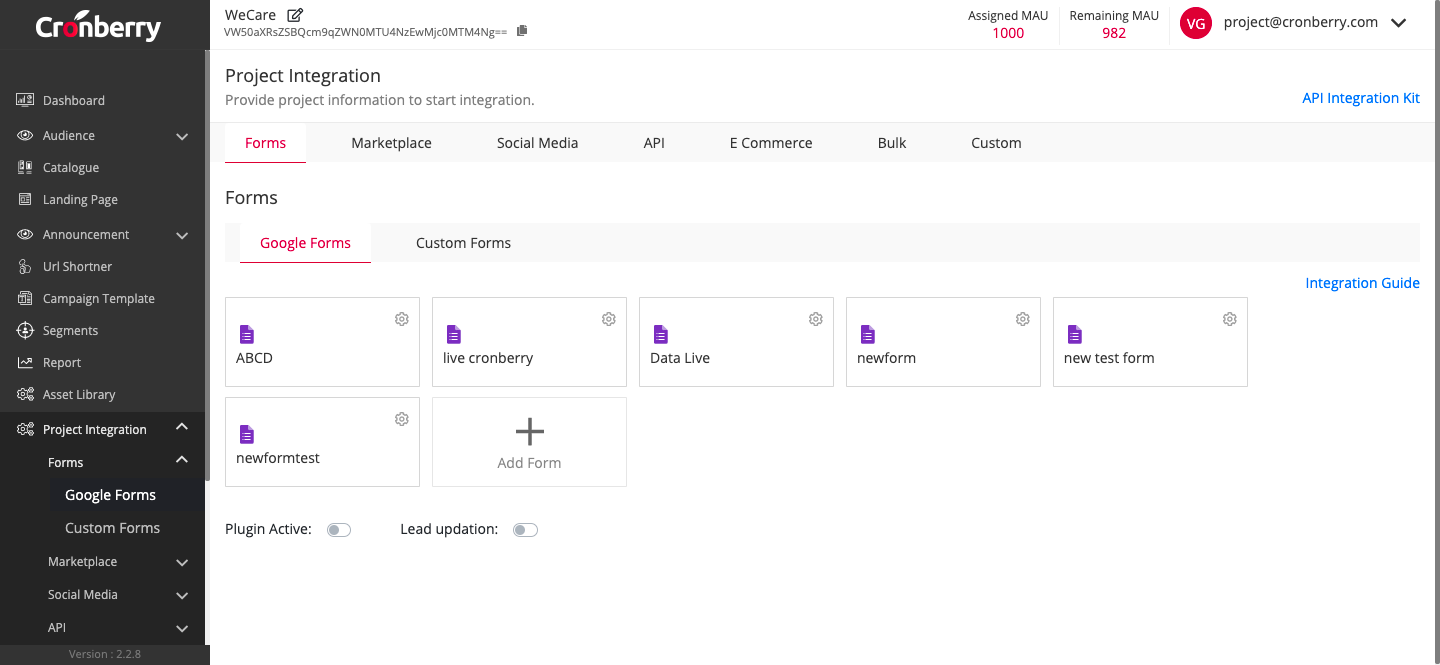 Cronberry
WeCare
VW50aXRsZSBQcm9qZWN0MTU4NzEwMjc0MTM4Ng==
Assigned MAU
1000
Remaining MAU
982
VG
project@cronberry.com
Dashboard
Audience
Catalogue
Landing Page
Announcement
Url Shortner
Campaign Template
Segments
Report
Asset Library
Project Integration
Forms
Google Forms
Custom Forms
Marketplace
Social Media
API
Version : 2.2.8
Project Integration
Provide project information to start integration.
API Integration Kit
Forms Marketplace Social Media API E Commerce Bulk Custom
Forms
Google Forms Custom Forms
Integration Guide
ABCD
live cronberry
Data Live
newform
new test form
newformtest
Add Form
Plugin Active: Lead updation: